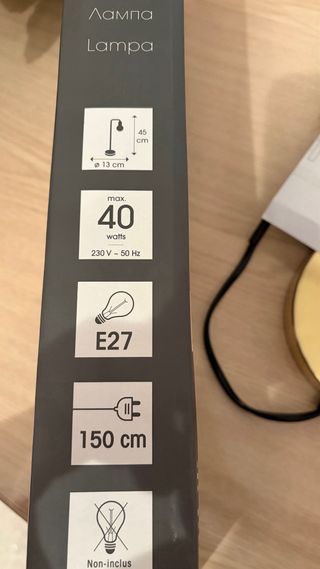 Лампа
Lampa
45
cm
ø 13 cm
max.
40
watts
230 V ~ 50 Hz
E27
150 cm
Non-inclus